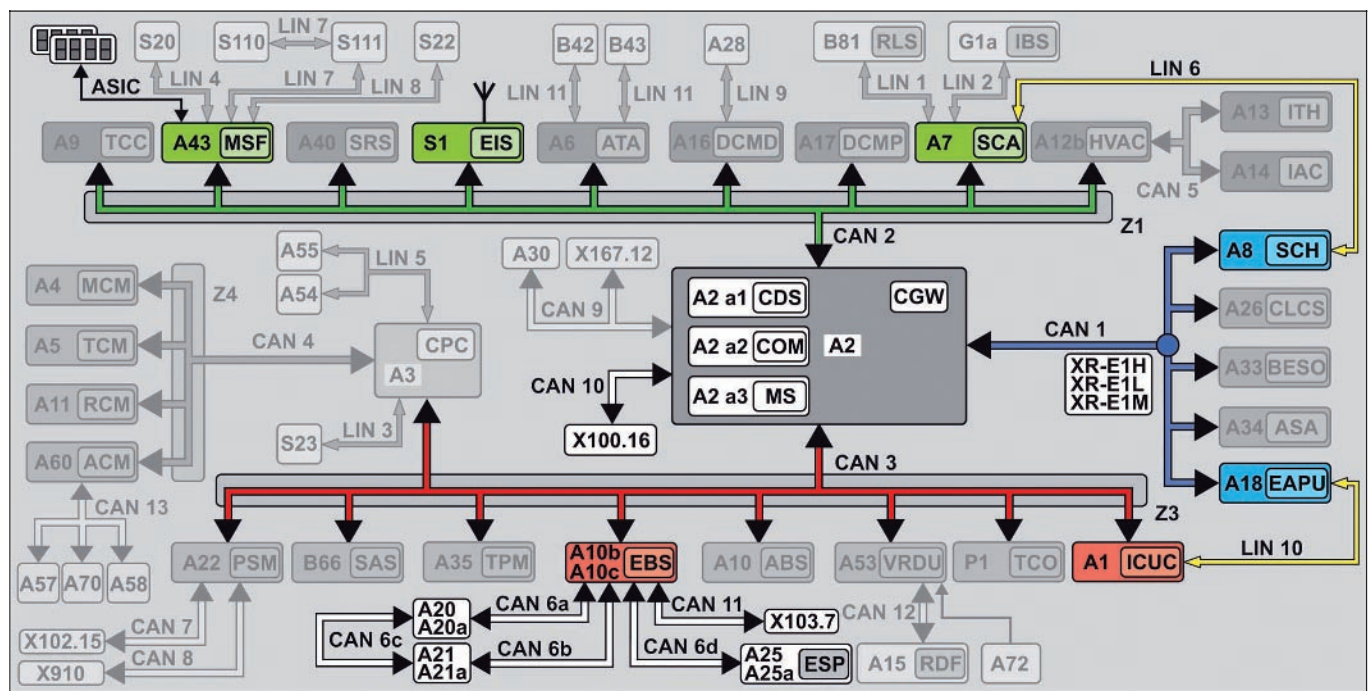 S20
S110
LIN 7
S111
S22
B42
B43
A28
B81 RLS
G1a IBS
LIN 6
ASIC
LIN 4
LIN 7
LIN 8
LIN 11
LIN 11
LIN 9
LIN 1
LIN 2
A9 TCC
A43 MSF
A40 SRS
S1 EIS
A6 ATA
A16 DCMD
A17 DCMP
A7 SCA
A12b HVAC
A13 ITH
A14 IAC
CAN 5
Z1
CAN 2
A55
A54
LIN 5
A30
X167.12
CAN 9
A4 MCM
A5 TCM
A11 RCM
A60 ACM
Z4
CAN 4
CPC
A3
S23
LIN 3
A2 a1 CDS
A2 a2 COM
A2 a3 MS
CGW
A2
CAN 10
X100.16
CAN 1
XR-E1H
XR-E1L
XR-E1M
A8 SCH
A26 CLCS
A33 BESO
A34 ASA
A18 EAPU
CAN 3
Z3
LIN 10
CAN 13
A57
A70
A58
A22 PSM
B66 SAS
A35 TPM
A10b
A10c
EBS
A10 ABS
A53 VRDU
P1 TCO
A1 ICUC
X102.15
CAN 7
X910
CAN 8
CAN 6c
A20
A20a
CAN 6a
A21
A21a
CAN 6b
CAN 11
X103.7
CAN 6d
A25
A25a
ESP
CAN 12
A15 RDF
A72